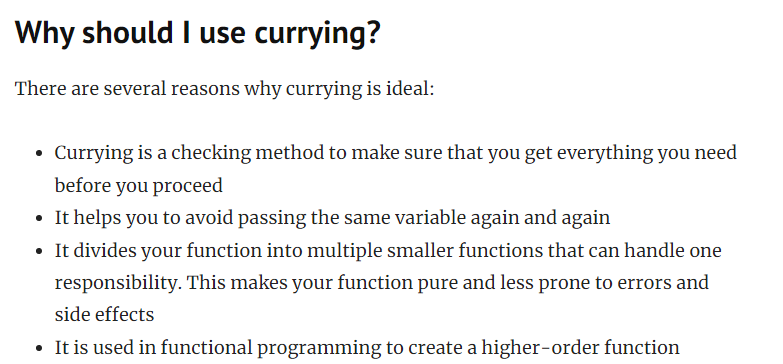 Why should I use currying?
There are several reasons why currying is ideal:
• Currying is a checking method to make sure that you get everything you need
before you proceed
• It helps you to avoid passing the same variable again and again
• It divides your function into multiple smaller functions that can handle one
responsibility. This makes your function pure and less prone to errors and
side effects
• It is used in functional programming to create a higher-order function